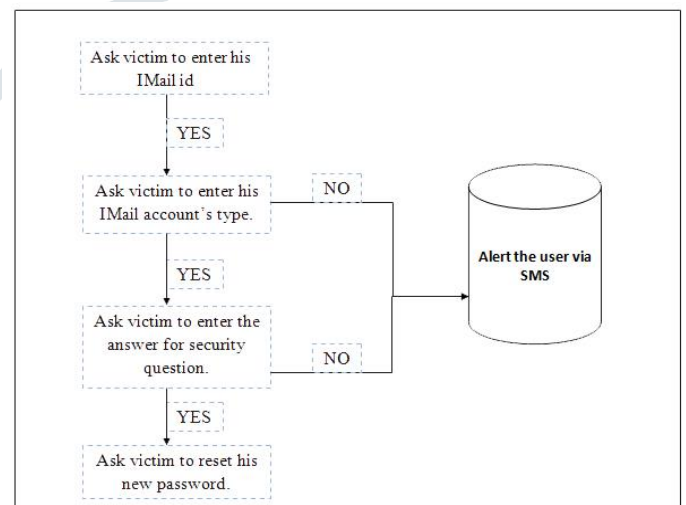 Ask victim to enter his
IMail id
YES
Ask victim to enter his
IMail account's type.
NO
YES
Ask victim to enter the
answer for security
question.
NO
YES
Ask victim to reset his
new password.
Alert the user via
SMS